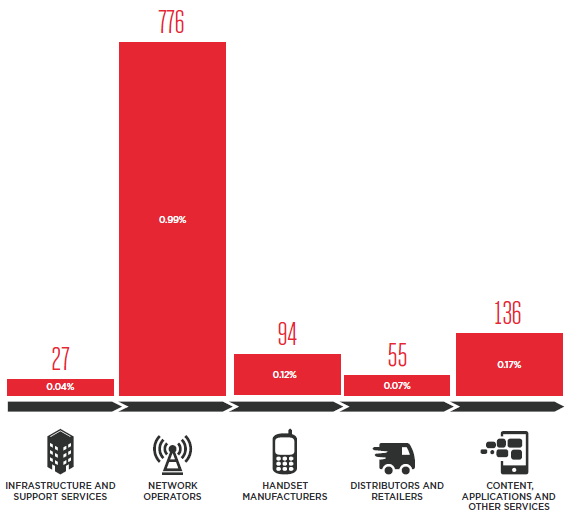 776
0.99%
136
94
55
27
0.17%
0.12%
0.07%
0.04%
INFRASTRUCTURE AND
SUPPORT SERVICES
NETWORK
OPERATORS
HANDSET
MANUFACTURERS
DISTRIBUTORS AND
RETAILERS
CONTENT,
APPLICATIONS AND
OTHER SERVICES